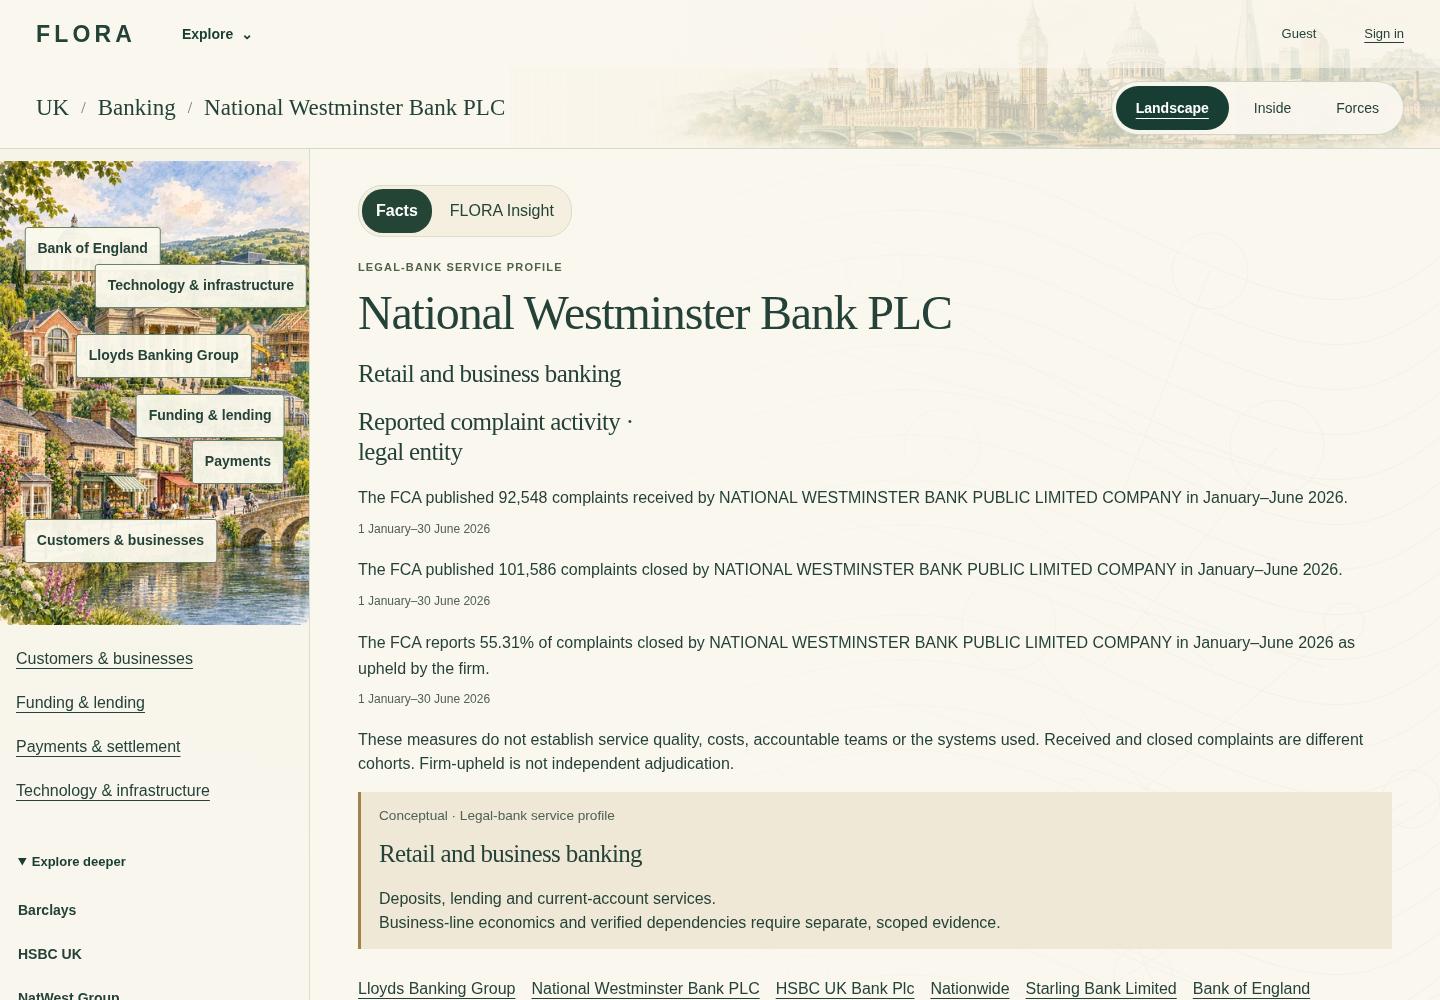 FLORA
Explore
Guest
Sign in
UK / Banking / National Westminster Bank PLC
Landscape
Inside
Forces
Bank of England
Technology & infrastructure
Lloyds Banking Group
Funding & lending
Payments
Customers & businesses
Customers & businesses
Funding & lending
Payments & settlement
Technology & infrastructure
Explore deeper
Barclays
HSBC UK
NatWest Group
Facts
FLORA Insight
LEGAL-BANK SERVICE PROFILE
National Westminster Bank PLC
Retail and business banking
Reported complaint activity ·
legal entity
The FCA published 92,548 complaints received by NATIONAL WESTMINSTER BANK PUBLIC LIMITED COMPANY in January–June 2026.
1 January–30 June 2026
The FCA published 101,586 complaints closed by NATIONAL WESTMINSTER BANK PUBLIC LIMITED COMPANY in January–June 2026.
1 January–30 June 2026
The FCA reports 55.31% of complaints closed by NATIONAL WESTMINSTER BANK PUBLIC LIMITED COMPANY in January–June 2026 as
upheld by the firm.
1 January–30 June 2026
These measures do not establish service quality, costs, accountable teams or the systems used. Received and closed complaints are different
cohorts. Firm-upheld is not independent adjudication.
Conceptual · Legal-bank service profile
Retail and business banking
Deposits, lending and current-account services.
Business-line economics and verified dependencies require separate, scoped evidence.
Lloyds Banking Group National Westminster Bank PLC HSBC UK Bank Plc Nationwide Starling Bank Limited Bank of England